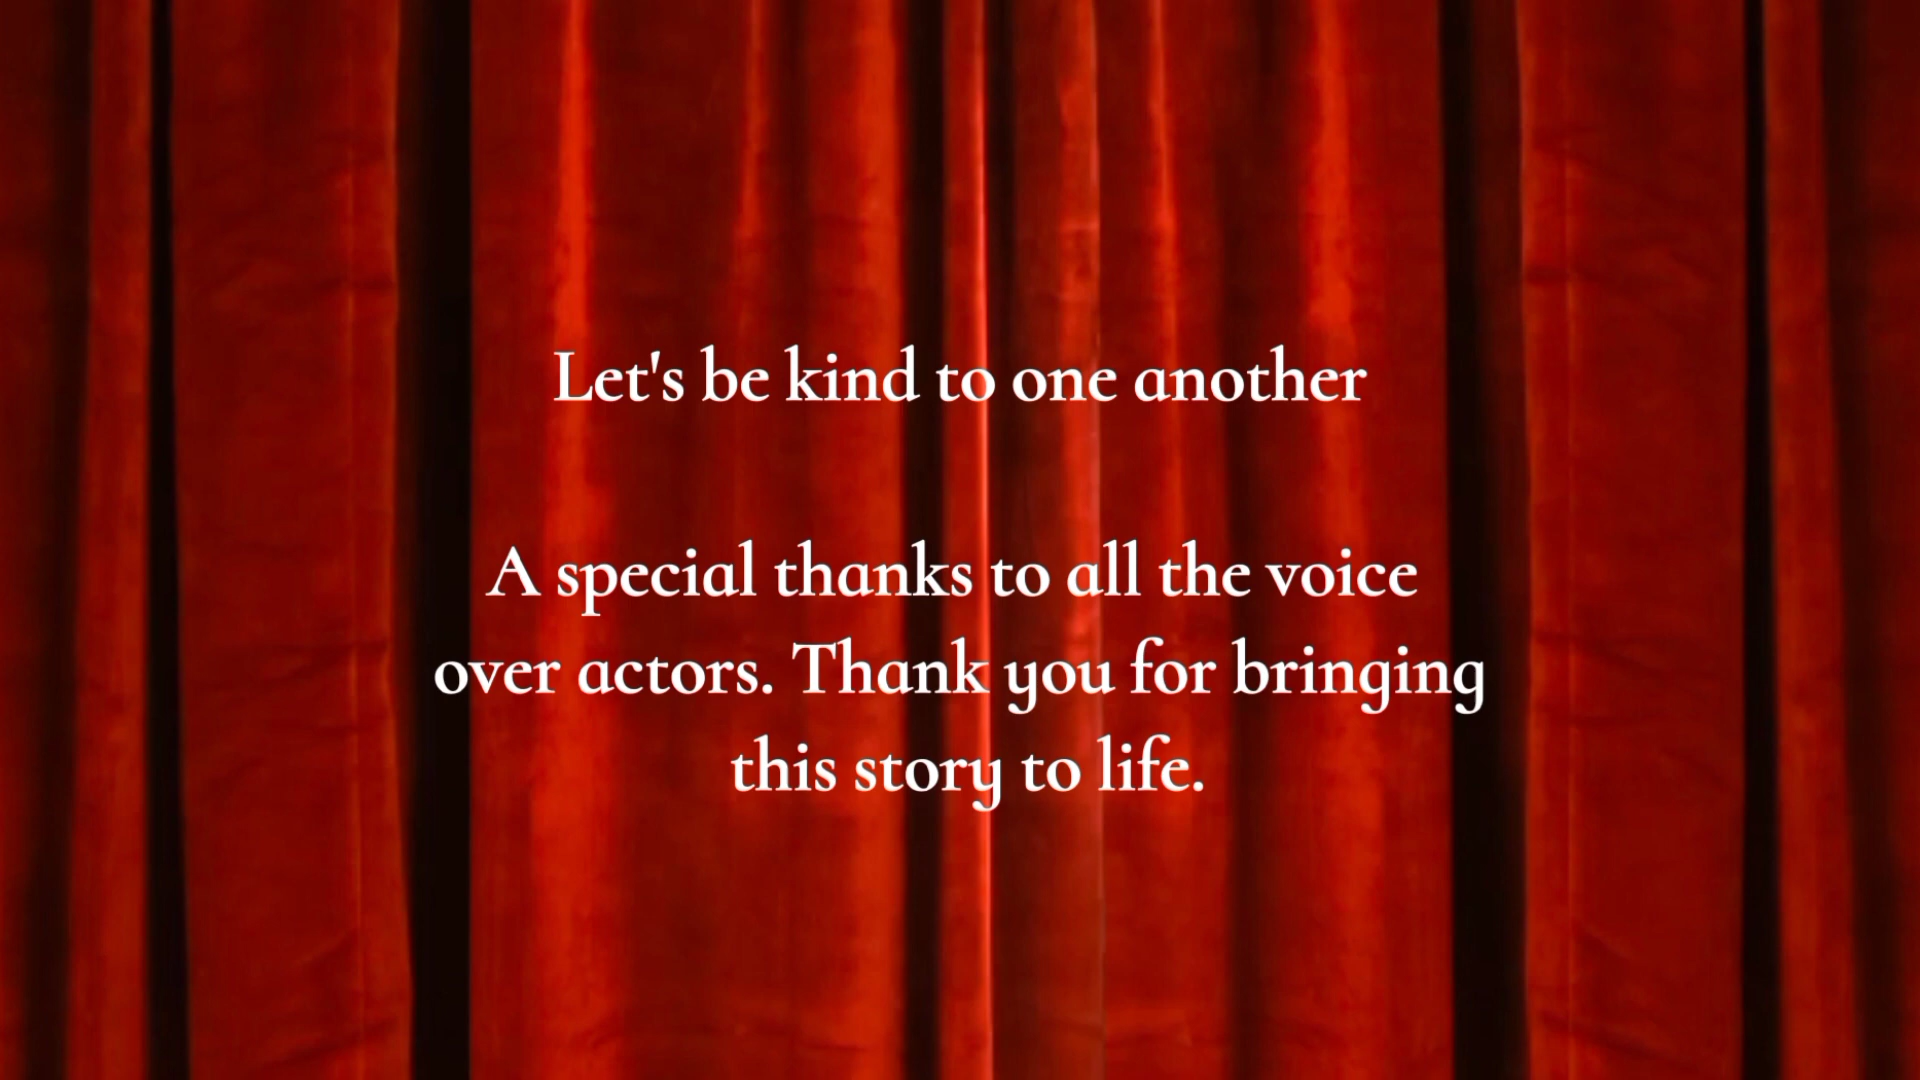 Let's be kind to one another
A special thanks to all the voice
over actors. Thank you for bringing
this story to life.